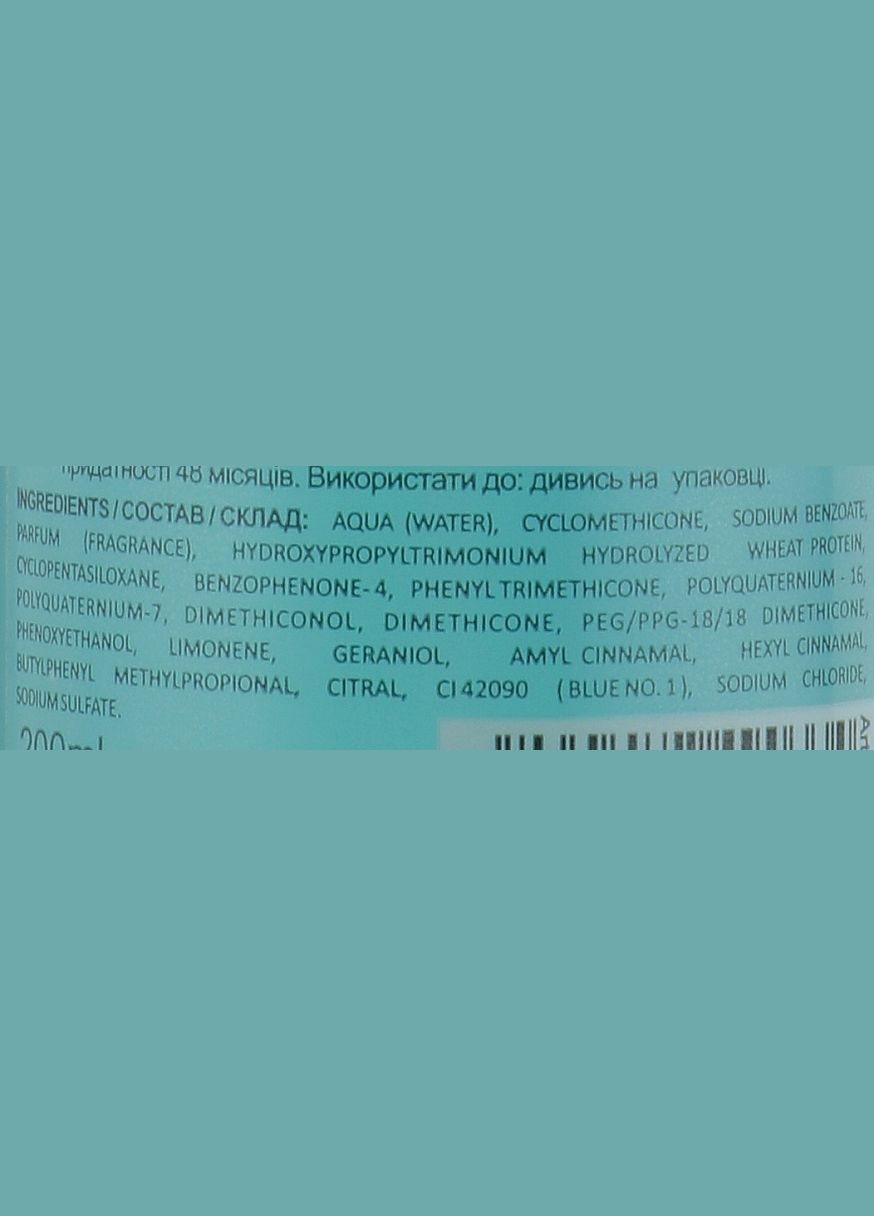 придатності 48 місяців. Використати до: дивись на упаковці.
INGREDIENTS / СОСТАВ / СКЛАД: AQUA (WATER), CYCLOMETHICONE, SODIUM BENZOATE,
PARFUM (FRAGRANCE), HYDROXYPROPYLTRIMONIUM HYDROLYZED WHEAT PROTEIN,
CYCLOPENTASILOXANE, BENZOPHENONE-4, PHENYL TRIMETHICONE, POLYQUATERNIUM - 16,
POLYQUATERNIUM-7, DIMETHICONOL, DIMETHICONE, PEG/PPG-18/18 DIMETHICONE,
PHENOXYETHANOL, LIMONENE, GERANIOL, AMYL CINNAMAL, HEXYL CINNAMAL,
BUTYLPHENYL METHYLPROPIONAL, CITRAL, CI 42090 (BLUE NO. 1), SODIUM CHLORIDE,
SODIUM SULFATE.
200ml